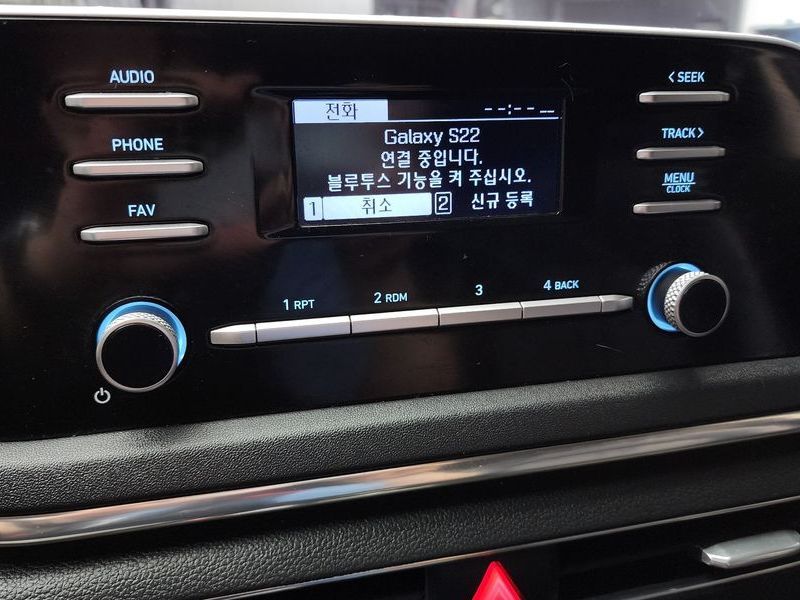 AUDIO
PHONE
FAV
전화 --:-- __
Galaxy S22
연결 중입니다.
블루투스 기능을 켜 주십시오.
1 취소 2 신규 등록
< SEEK
TRACK >
MENU
CLOCK
1 RPT 2 RDM 3 4 BACK